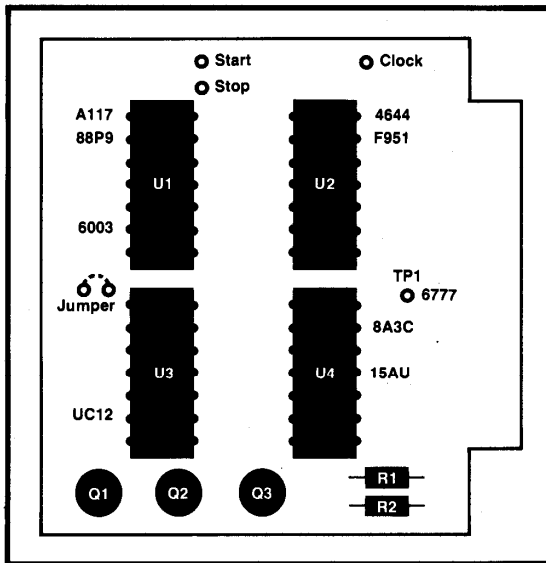 Start
Clock
Stop
A117
4644
88P9
F951
U1
U2
6003
TP1
6777
Jumper
8A3C
U3
U4
15AU
UC12
Q1
Q2
Q3
R1
R2